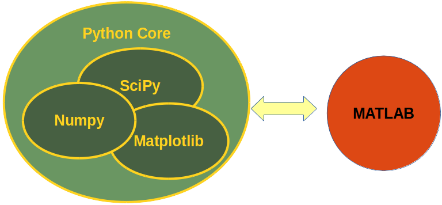 Python Core
SciPy
Numpy
Matplotlib
MATLAB